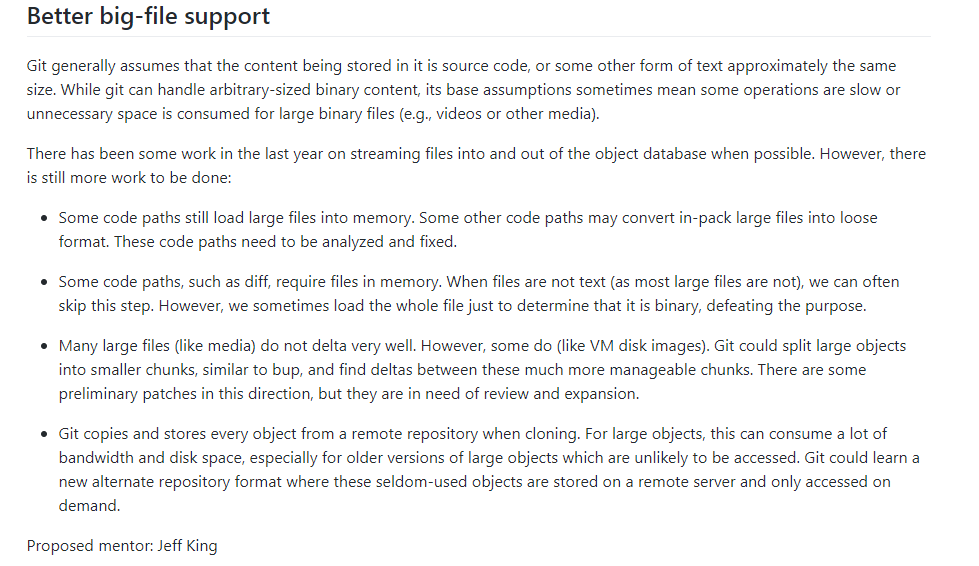 Better big-file support
Git generally assumes that the content being stored in it is source code, or some other form of text approximately the same
size. While git can handle arbitrary-sized binary content, its base assumptions sometimes mean some operations are slow or
unnecessary space is consumed for large binary files (e.g., videos or other media).
There has been some work in the last year on streaming files into and out of the object database when possible. However, there
is still more work to be done:
• Some code paths still load large files into memory. Some other code paths may convert in-pack large files into loose
format. These code paths need to be analyzed and fixed.
• Some code paths, such as diff, require files in memory. When files are not text (as most large files are not), we can often
skip this step. However, we sometimes load the whole file just to determine that it is binary, defeating the purpose.
• Many large files (like media) do not delta very well. However, some do (like VM disk images). Git could split large objects
into smaller chunks, similar to bup, and find deltas between these much more manageable chunks. There are some
preliminary patches in this direction, but they are in need of review and expansion.
• Git copies and stores every object from a remote repository when cloning. For large objects, this can consume a lot of
bandwidth and disk space, especially for older versions of large objects which are unlikely to be accessed. Git could learn a
new alternate repository format where these seldom-used objects are stored on a remote server and only accessed on
demand.
Proposed mentor: Jeff King